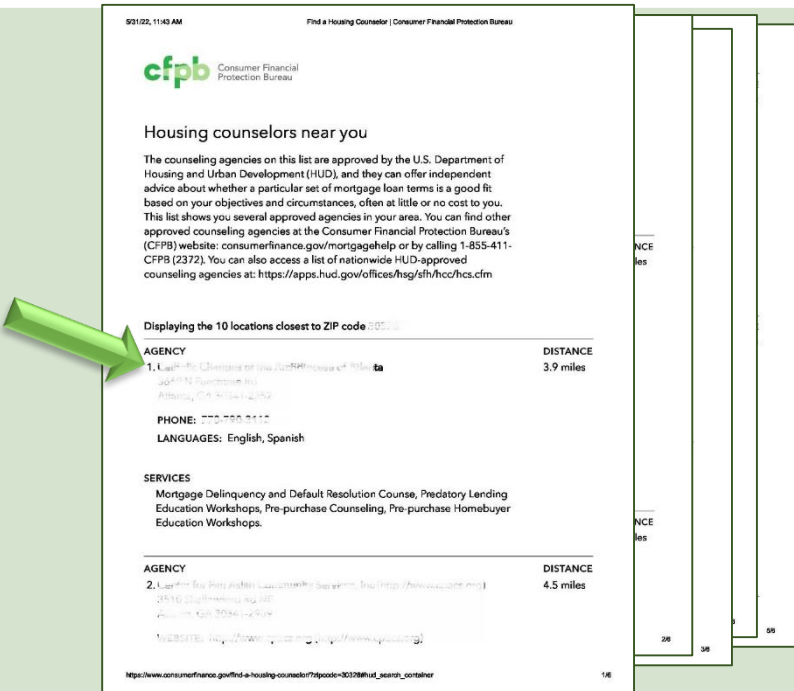 5/31/22, 11:43 AM Find a Housing Counselor | Consumer Financial Protection Bureau
cfpb Consumer Financial
Protection Bureau
Housing counselors near you
The counseling agencies on this list are approved by the U.S. Department of
Housing and Urban Development (HUD), and they can offer independent
advice about whether a particular set of mortgage loan terms is a good fit
based on your objectives and circumstances, often at little or no cost to you.
This list shows you several approved agencies in your area. You can find other
approved counseling agencies at the Consumer Financial Protection Bureau's
(CFPB) website: consumerfinance.gov/mortgagehelp or by calling 1-855-411-
CFPB (2372). You can also access a list of nationwide HUD-approved
counseling agencies at: https://apps.hud.gov/offices/hsg/sfh/hcc/hcs.cfm
Displaying the 10 locations closest to ZIP code
AGENCY DISTANCE
1. 3.9 miles
PHONE:
LANGUAGES: English, Spanish
SERVICES
Mortgage Delinquency and Default Resolution Counse, Predatory Lending
Education Workshops, Pre-purchase Counseling, Pre-purchase Homebuyer
Education Workshops.
AGENCY DISTANCE
2. 4.5 miles
WEBSITE:
https://www.consumerfinance.gov/find-a-housing-counselor/?zipcode=30328#hud_search_container 1/6
NCE
les
NCE
les
2/6
3/6
5/6